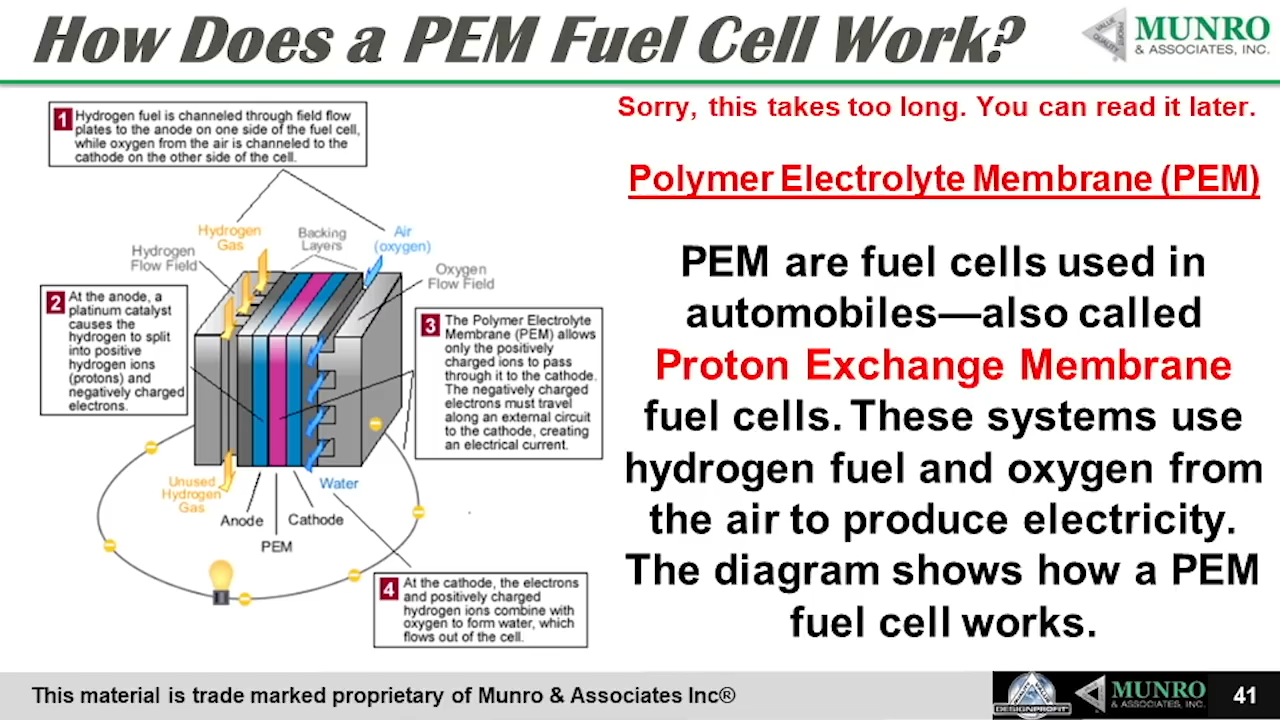 How Does a PEM Fuel Cell Work?
VALUE
QUALITY
MUNRO
& ASSOCIATES, INC.
Sorry, this takes too long. You can read it later.
1 Hydrogen fuel is channeled through field flow
plates to the anode on one side of the fuel cell,
while oxygen from the air is channeled to the
cathode on the other side of the cell.
Polymer Electrolyte Membrane (PEM)
PEM are fuel cells used in
automobiles—also called
Proton Exchange Membrane
fuel cells. These systems use
hydrogen fuel and oxygen from
the air to produce electricity.
The diagram shows how a PEM
fuel cell works.
Hydrogen
Gas
Backing
Layers
Air
(oxygen)
Hydrogen
Flow Field
Oxygen
Flow Field
2 At the anode, a
platinum catalyst
causes the
hydrogen to split
into positive
hydrogen ions
(protons) and
negatively charged
electrons.
3 The Polymer Electrolyte
Membrane (PEM) allows
only the positively
charged ions to pass
through it to the cathode.
The negatively charged
electrons must travel
along an external circuit
to the cathode, creating
an electrical current.
Unused
Hydrogen
Gas
Water
Anode
Cathode
PEM
4 At the cathode, the electrons
and positively charged
hydrogen ions combine with
oxygen to form water, which
flows out of the cell.
This material is trade marked proprietary of Munro & Associates Inc®
DESIGNPROFIT
MUNRO
& ASSOCIATES, INC.
41